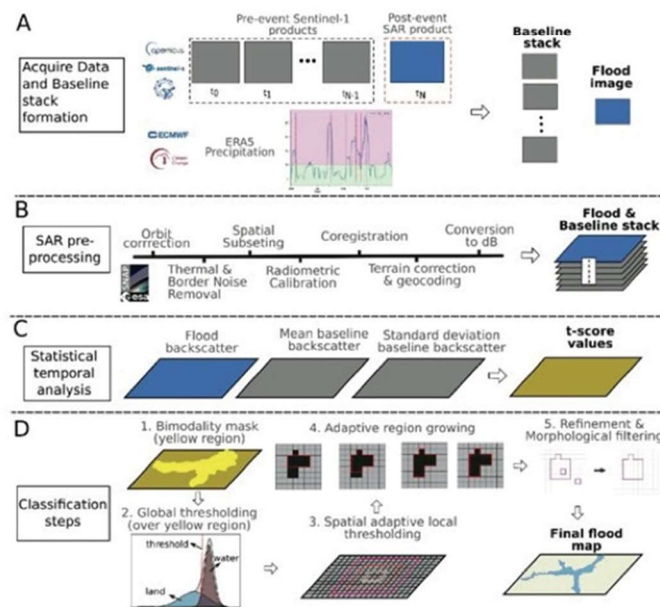 A
Acquire Data
and Baseline
stack
formation
Pre-event Sentinel-1
products
t0
t1
tN-1
Post-event
SAR product
tN
Baseline
stack
Flood
image
ECMWF
ERA5
Precipitation
B
SAR pre-
processing
Orbit
corrrection
Spatial
Subseting
Coregistration
Conversion
to dB
Thermal &
Border Noise
Removal
Radiometric
Calibration
Terrain correction
& geocoding
Flood &
Baseline stack
C
Statistical
temporal
analysis
Flood
backscatter
Mean baseline
backscatter
Standard deviation
baseline backscatter
t-score
values
D
Classification
steps
1. Bimodality mask
(yellow region)
2. Global thresholding
(over yellow region)
threshold
water
land
3. Spatial adaptive local
thresholding
4. Adaptive region growing
5. Refinement &
Morphological filtering
Final flood
map